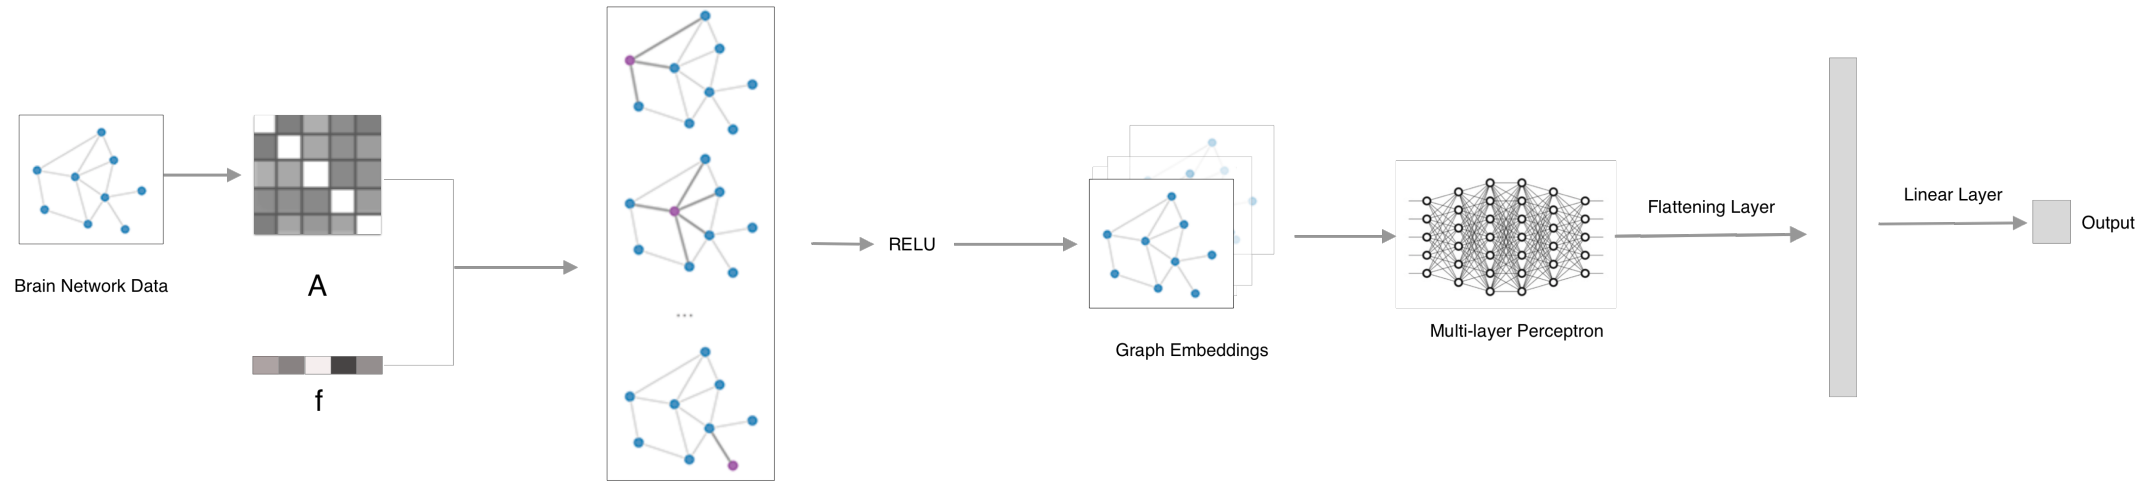 Brain Network Data
A
f
...
RELU
Graph Embeddings
Multi-layer Perceptron
Flattening Layer
Linear Layer
Output